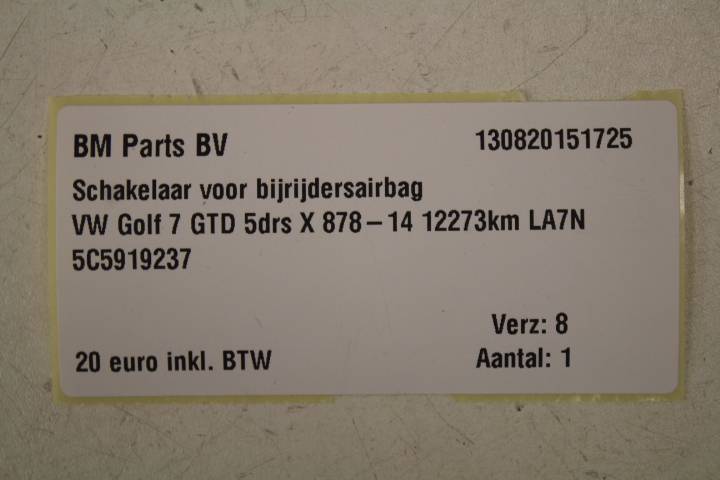 BM Parts BV 130820151725
Schakelaar voor bijrijdersairbag
VW Golf 7 GTD 5drs X 878-14 12273km LA7N
5C5919237
Verz: 8
20 euro inkl. BTW Aantal: 1